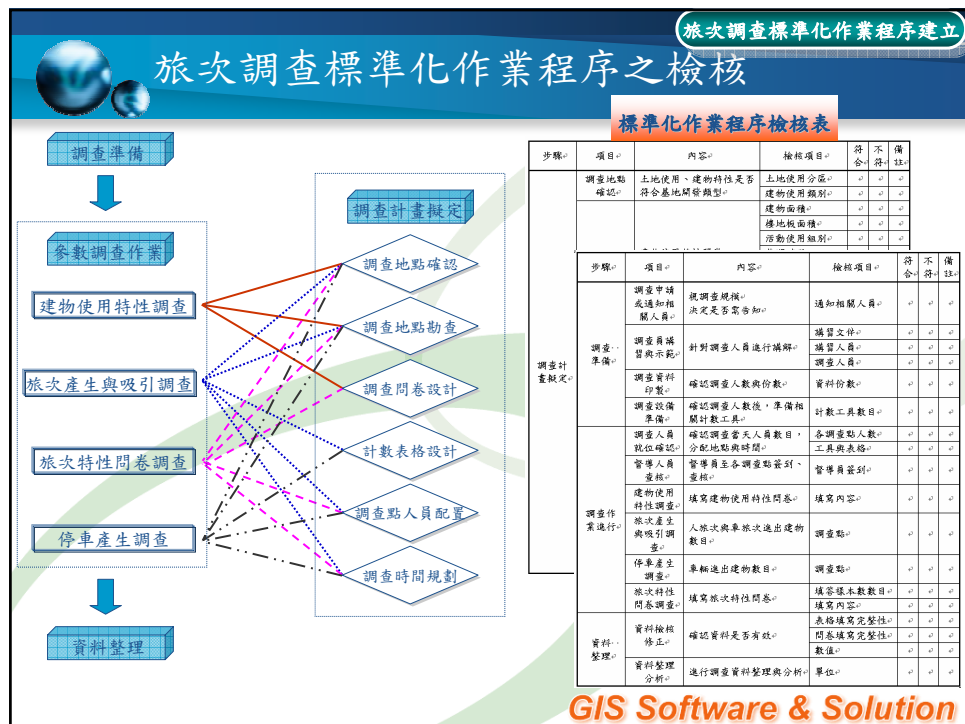 旅次調查標準化作業程序建立
旅次調查標準化作業程序之檢核
調查準備
參數調查作業
建物使用特性調查
旅次產生與吸引調查
旅次特性問卷調查
停車產生調查
資料整理
調查計畫擬定
調查地點確認
調查地點勘查
調查問卷設計
計數表格設計
調查點人員配置
調查時間規劃
標準化作業程序檢核表
步驟 項目 內容 檢核項目 符合 不符 備註
調查計畫擬定
調查地點確認 土地使用、建物特性是否符合基地開發類型 土地使用分區
建物使用類別
建物面積
樓地板面積
活動使用組別
步驟 項目 內容 檢核項目 符合 不符 備註
調查準備
調查申請或通知相關人員 視調查規模決定是否需告知 通知相關人員
調查員講習與示範 針對調查人員進行講解 講習文件
講習人員
調查人員
調查資料印製 確認調查人數與份數 資料份數
調查設備準備 確認調查人數後，準備相關計數工具 計數工具數目
調查作業進行
調查人員就位確認 確認調查當天人員數目，分配地點與時間 各調查點人數
工具與表格
督導人員查核 督導員至各調查點簽到、查核 督導員簽到
建物使用特性調查 填寫建物使用特性問卷 填寫內容
旅次產生與吸引調查 人旅次與車旅次進出建物數目 調查點
停車產生調查 車輛進出建物數目 調查點
旅次特性問卷調查 填寫旅次特性問卷 填答樣本數數目
填寫內容
資料整理
資料檢核修正 確認資料是否有效 表格填寫完整性
問卷填寫完整性
數值
資料整理分析 進行調查資料整理與分析 單位
GIS Software & Solution